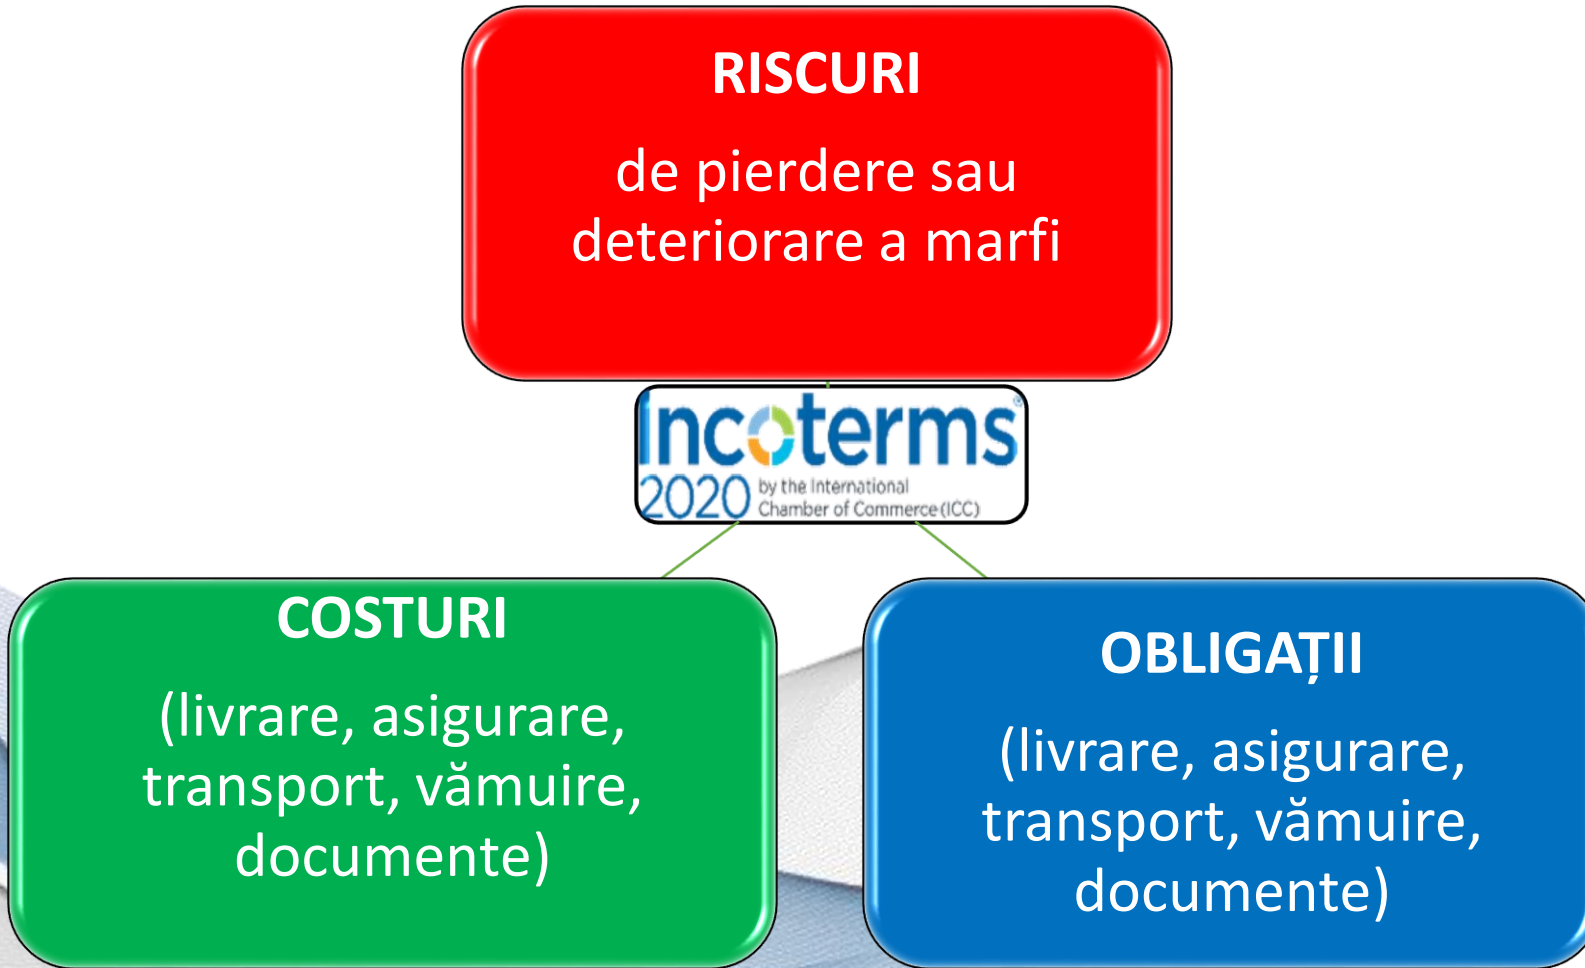 RISCURI
de pierdere sau
deteriorare a marfi
Incoterms®
2020 by the International
Chamber of Commerce (ICC)
COSTURI
(livrare, asigurare,
transport, vămuire,
documente)
OBLIGAȚII
(livrare, asigurare,
transport, vămuire,
documente)